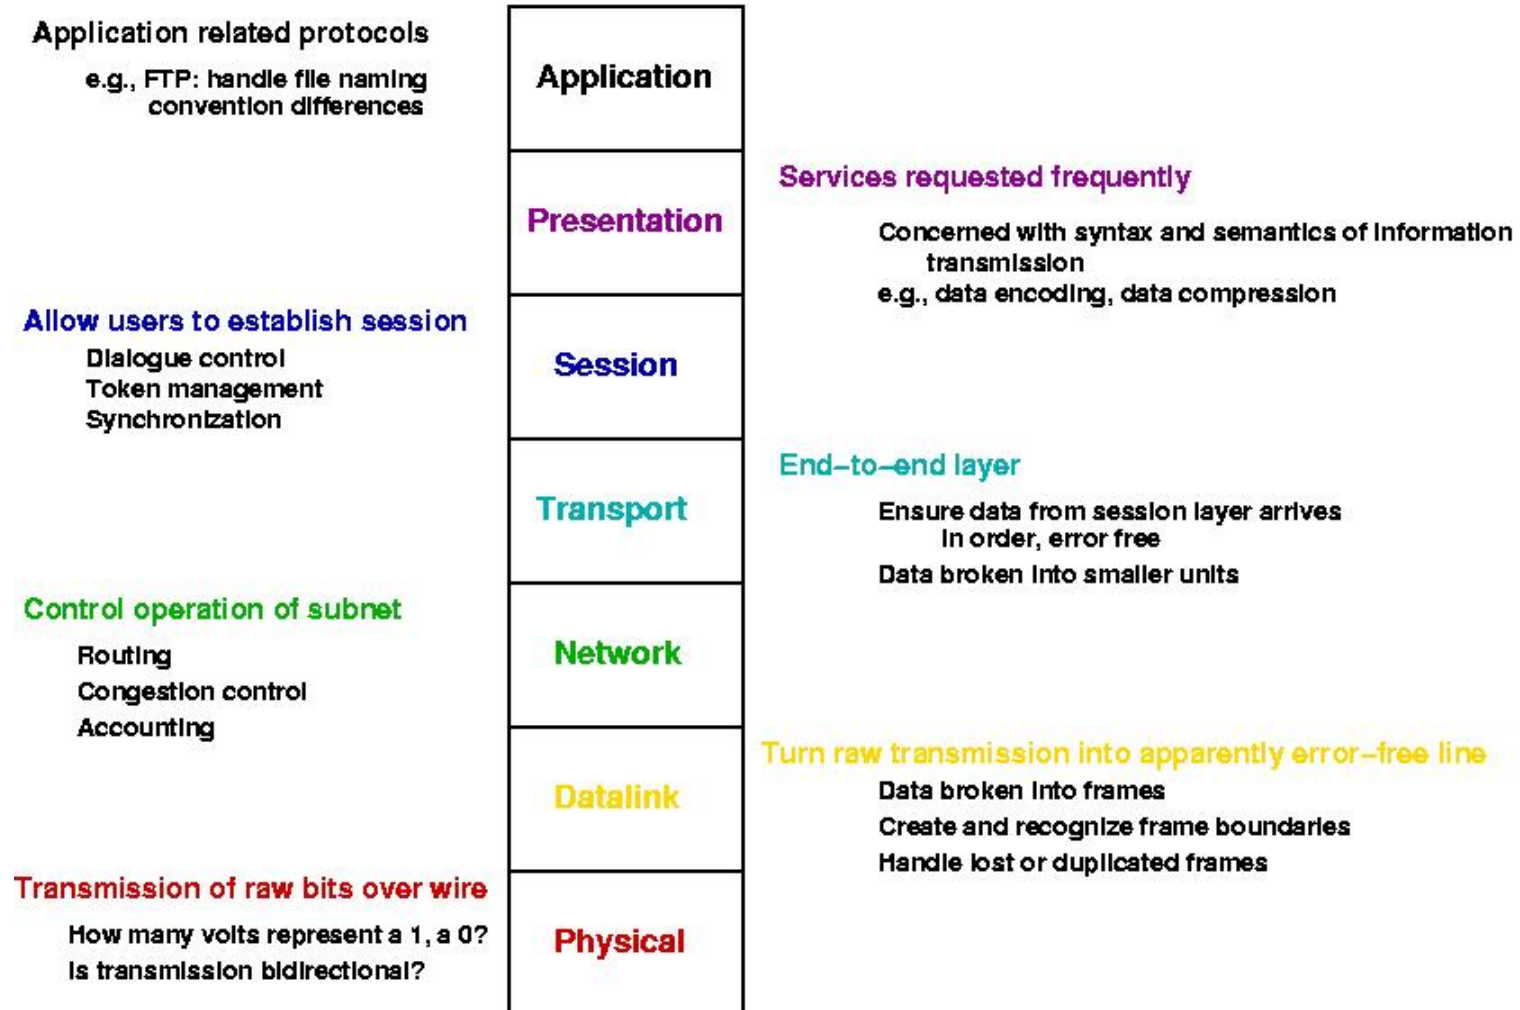 Application related protocols
e.g., FTP: handle file naming
convention differences
Application
Services requested frequently
Presentation
Concerned with syntax and semantics of information
transmission
e.g., data encoding, data compression
Allow users to establish session
Dialogue control
Token management
Synchronization
Session
End-to-end layer
Transport
Ensure data from session layer arrives
in order, error free
Data broken into smaller units
Control operation of subnet
Routing
Congestion control
Accounting
Network
Turn raw transmission into apparently error-free line
Datalink
Data broken into frames
Create and recognize frame boundaries
Handle lost or duplicated frames
Transmission of raw bits over wire
How many volts represent a 1, a 0?
Is transmission bidirectional?
Physical